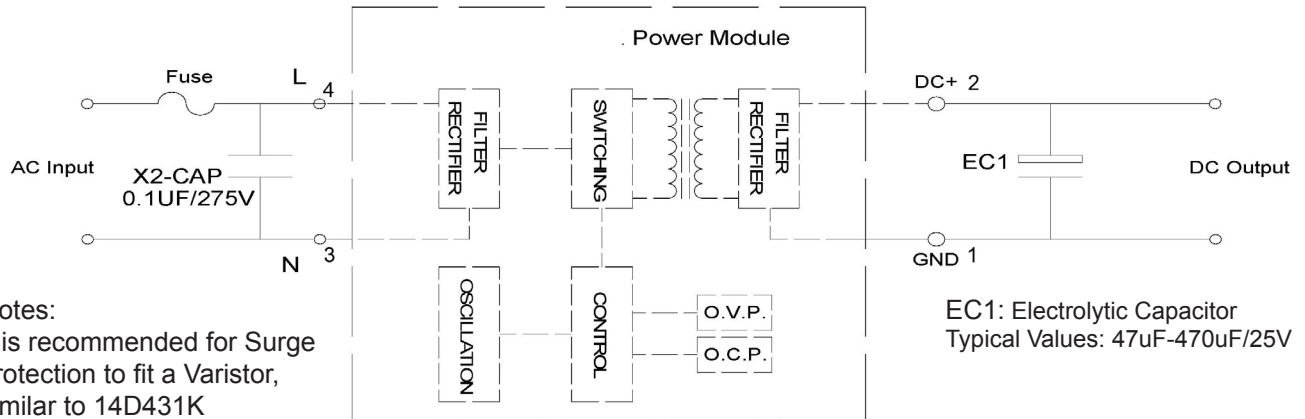 . Power Module
Fuse
L
4
AC Input
X2-CAP
0.1UF/275V
N
3
FILTER
RECTIFIER
SWITCHING
FILTER
RECTIFIER
OSCILLATION
CONTROL
O.V.P.
O.C.P.
DC+ 2
EC1
DC Output
GND 1
otes:
is recommended for Surge
rotection to fit a Varistor,
milar to 14D431K
EC1: Electrolytic Capacitor
Typical Values: 47uF-470uF/25V